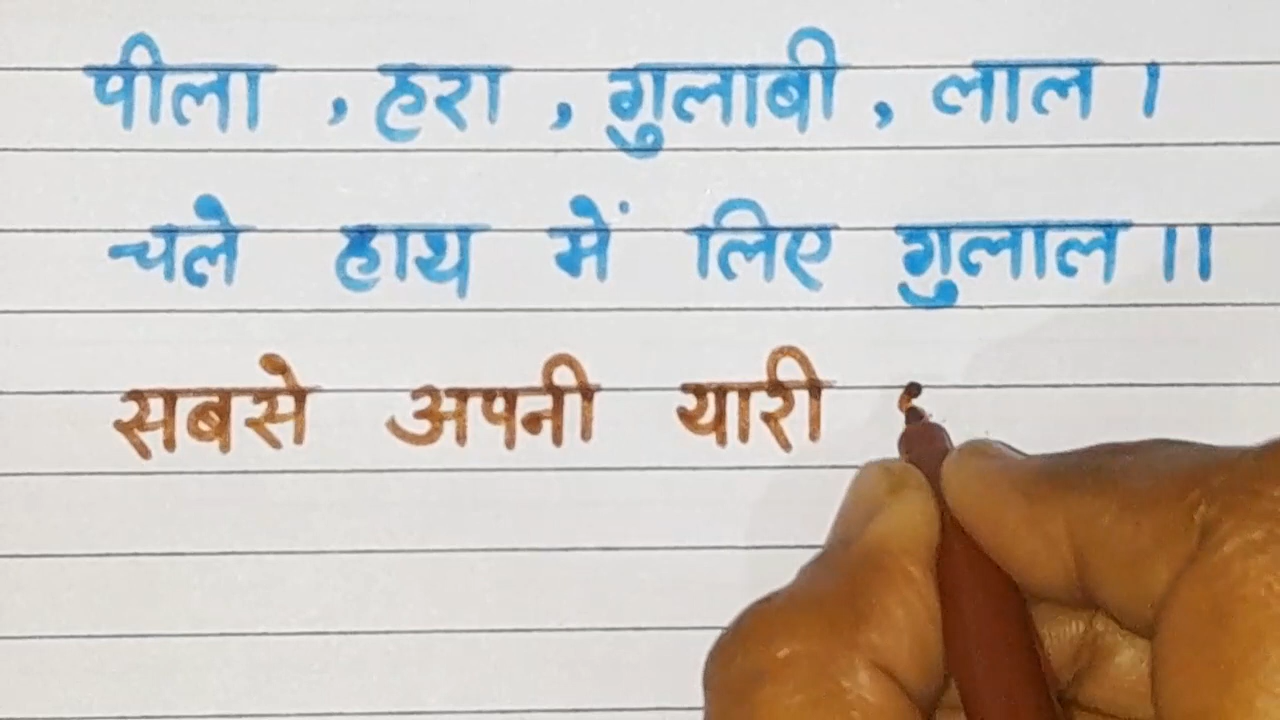 पीला , हरा , गुलाबी , लाल ।
चले हाथ में लिए गुलाल ।।
सबसे अपनी यारी